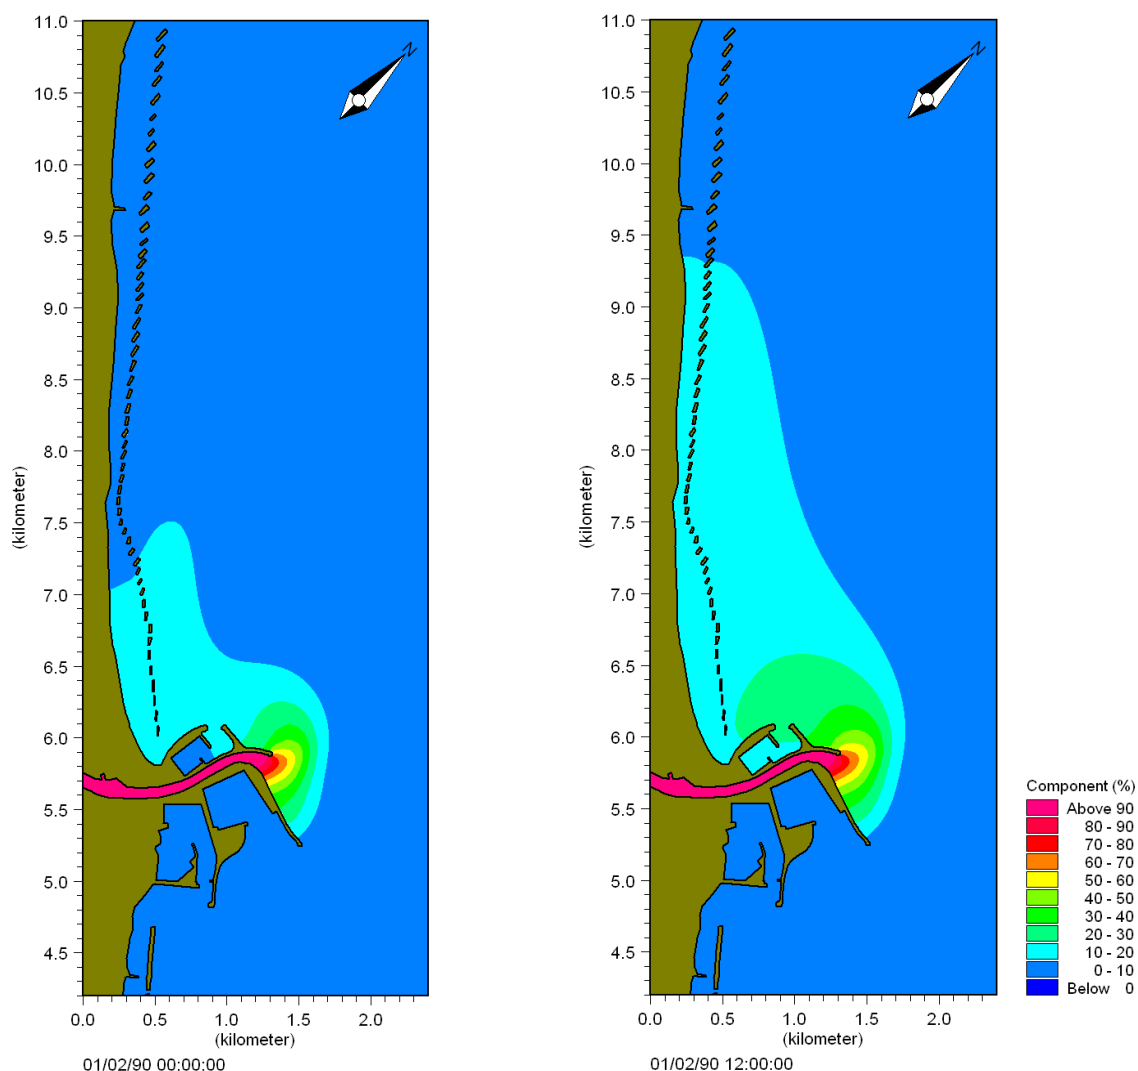 11.0
10.5
10.0
9.5
9.0
8.5
8.0
7.5
7.0
6.5
6.0
5.5
5.0
4.5
(kilometer)
N
0.0 0.5 1.0 1.5 2.0
(kilometer)
01/02/90 00:00:00
11.0
10.5
10.0
9.5
9.0
8.5
8.0
7.5
7.0
6.5
6.0
5.5
5.0
4.5
(kilometer)
N
0.0 0.5 1.0 1.5 2.0
(kilometer)
01/02/90 12:00:00
Component (%)
Above 90
80 - 90
70 - 80
60 - 70
50 - 60
40 - 50
30 - 40
20 - 30
10 - 20
0 - 10
Below 0